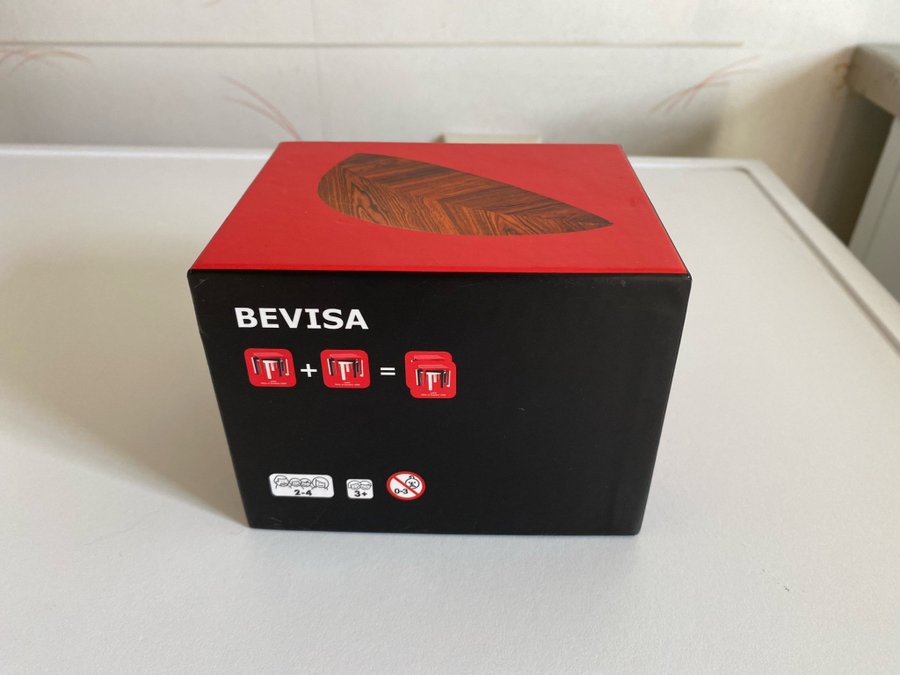 BEVISA
+ =
2-4
3+
0-3